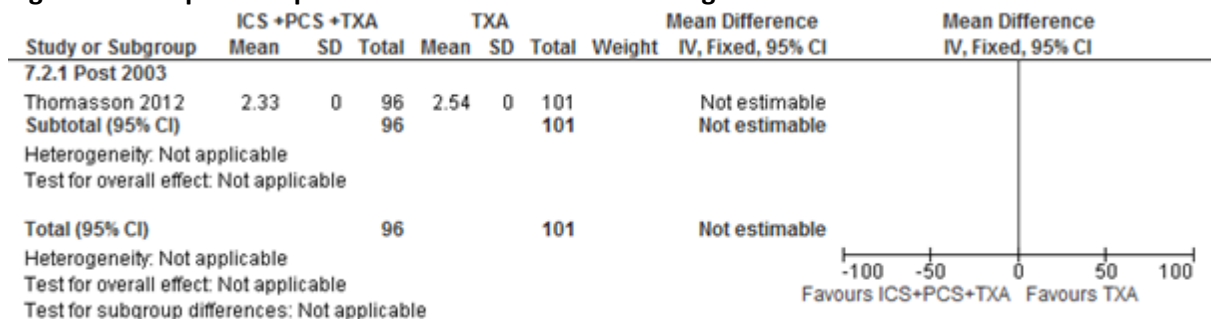 ICS +PCS +TXA TXA Mean Difference Mean Difference
Study or Subgroup Mean SD Total Mean SD Total Weight IV, Fixed, 95% CI IV, Fixed, 95% CI
7.2.1 Post 2003
Thomasson 2012 2.33 0 96 2.54 0 101 Not estimable
Subtotal (95% CI) 96 101 Not estimable
Heterogeneity: Not applicable
Test for overall effect: Not applicable
Total (95% CI) 96 101 Not estimable
Heterogeneity: Not applicable
Test for overall effect: Not applicable
Test for subgroup differences: Not applicable
-100 -50 0 50 100
Favours ICS+PCS+TXA Favours TXA